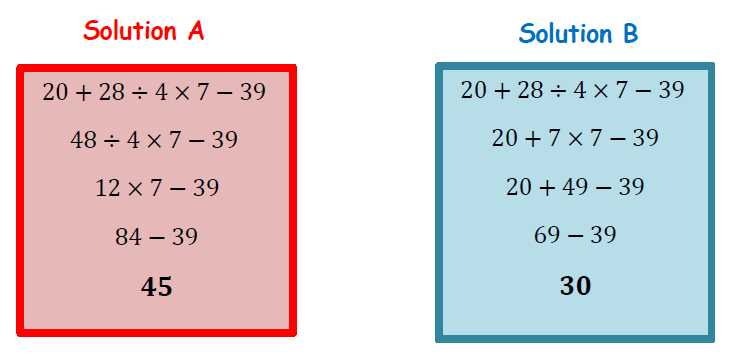 Solution A
20 + 28 ÷ 4 × 7 − 39
48 ÷ 4 × 7 − 39
12 × 7 − 39
84 − 39
45
Solution B
20 + 28 ÷ 4 × 7 − 39
20 + 7 × 7 − 39
20 + 49 − 39
69 − 39
30